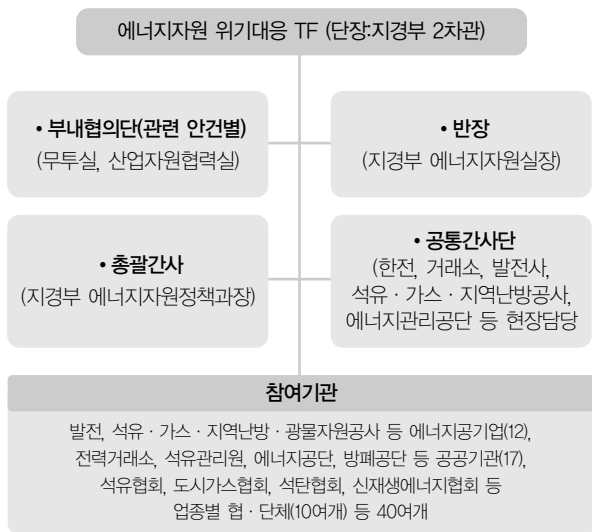 에너지자원 위기대응 TF (단장:지경부 2차관)
• 부내협의단(관련 안건별)
(무투실, 산업자원협력실)
• 반장
(지경부 에너지자원실장)
• 총괄간사
(지경부 에너지자원정책과장)
• 공통간사단
(한전, 거래소, 발전사,
석유 · 가스 · 지역난방공사,
에너지관리공단 등 현장담당
참여기관
발전, 석유 · 가스 · 지역난방 · 광물자원공사 등 에너지공기업(12),
전력거래소, 석유관리원, 에너지공단, 방폐공단 등 공공기관(17),
석유협회, 도시가스협회, 석탄협회, 신재생에너지협회 등
업종별 협 · 단체(10여개) 등 40여개